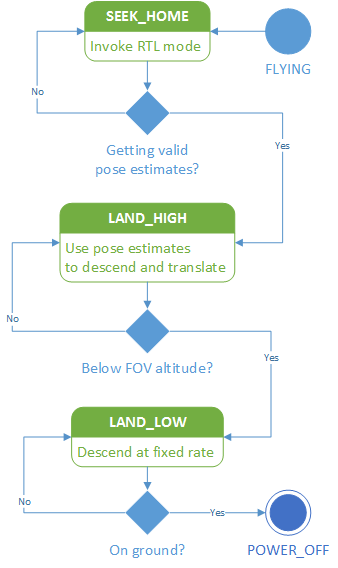 SEEK_HOME
Invoke RTL mode
FLYING
No
Getting valid
pose estimates?
Yes
LAND_HIGH
Use pose estimates
to descend and translate
No
Below FOV altitude?
Yes
LAND_LOW
Descend at fixed rate
No
Yes
On ground?
POWER_OFF